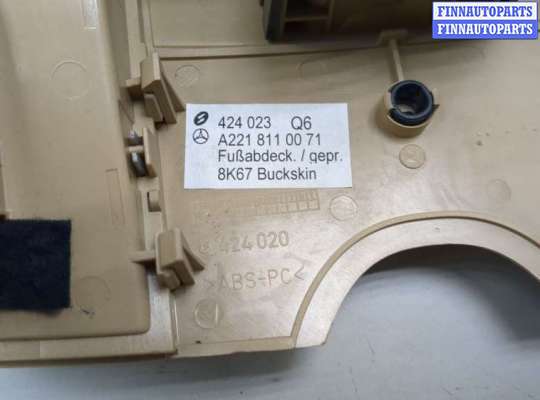 FINNAUTOPARTS
FINNAUTOPARTS
424 023 Q6
A221 811 00 71
Fußabdeck. / gepr.
8K67 Buckskin
424 020
>ABS-PC<